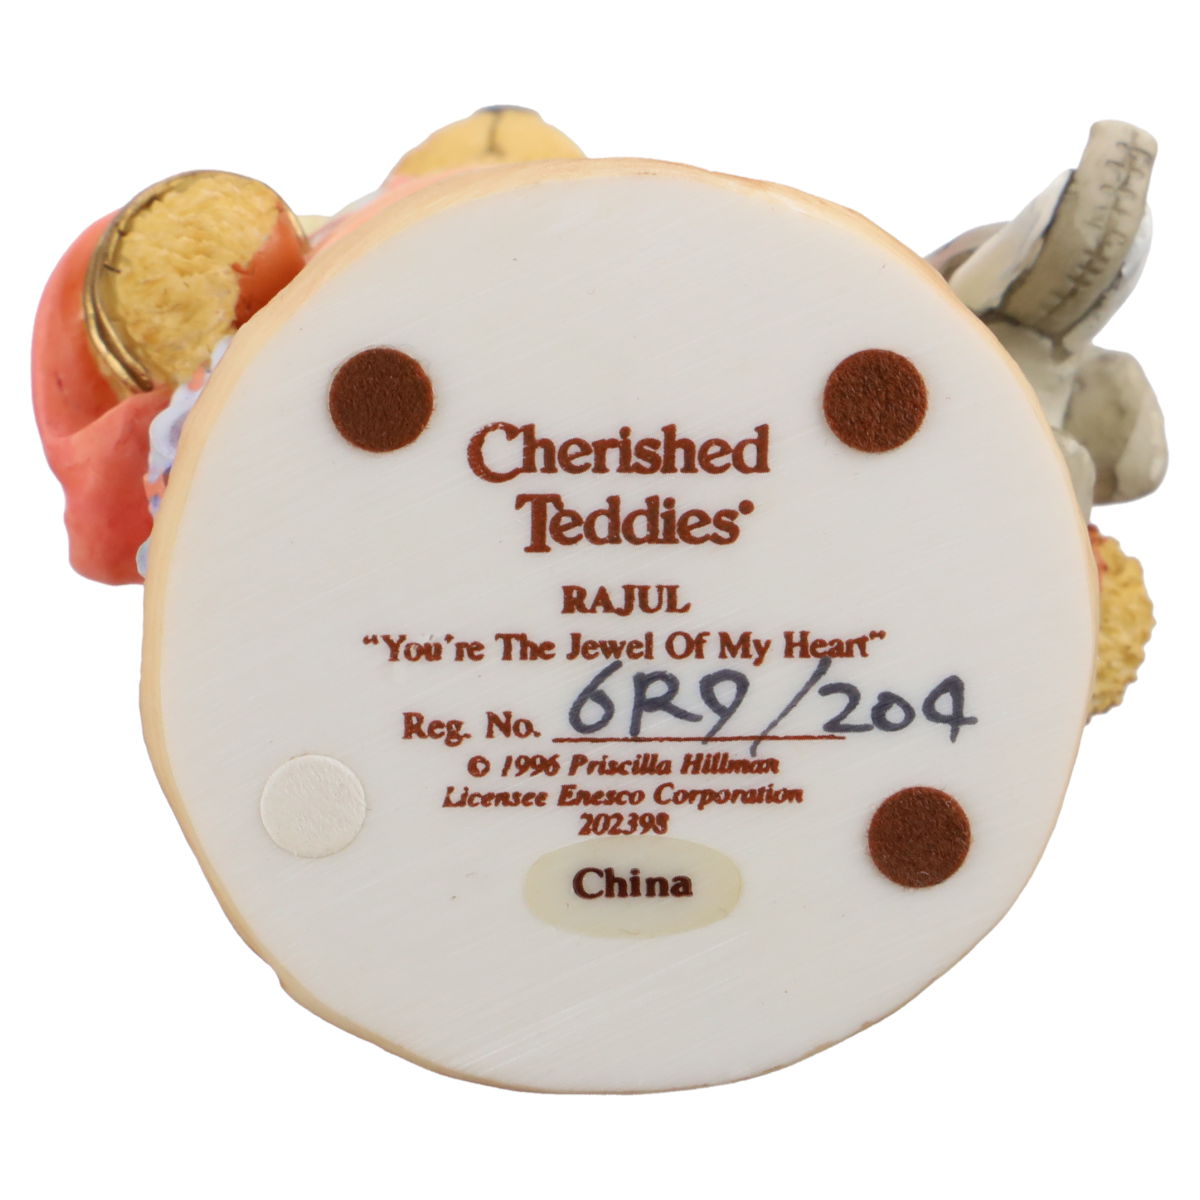 Cherished
Teddies®
RAJUL
"You're The Jewel Of My Heart"
Reg. No. 6R9/204
© 1996 Priscilla Hillman
Licensee Enesco Corporation
202398
China